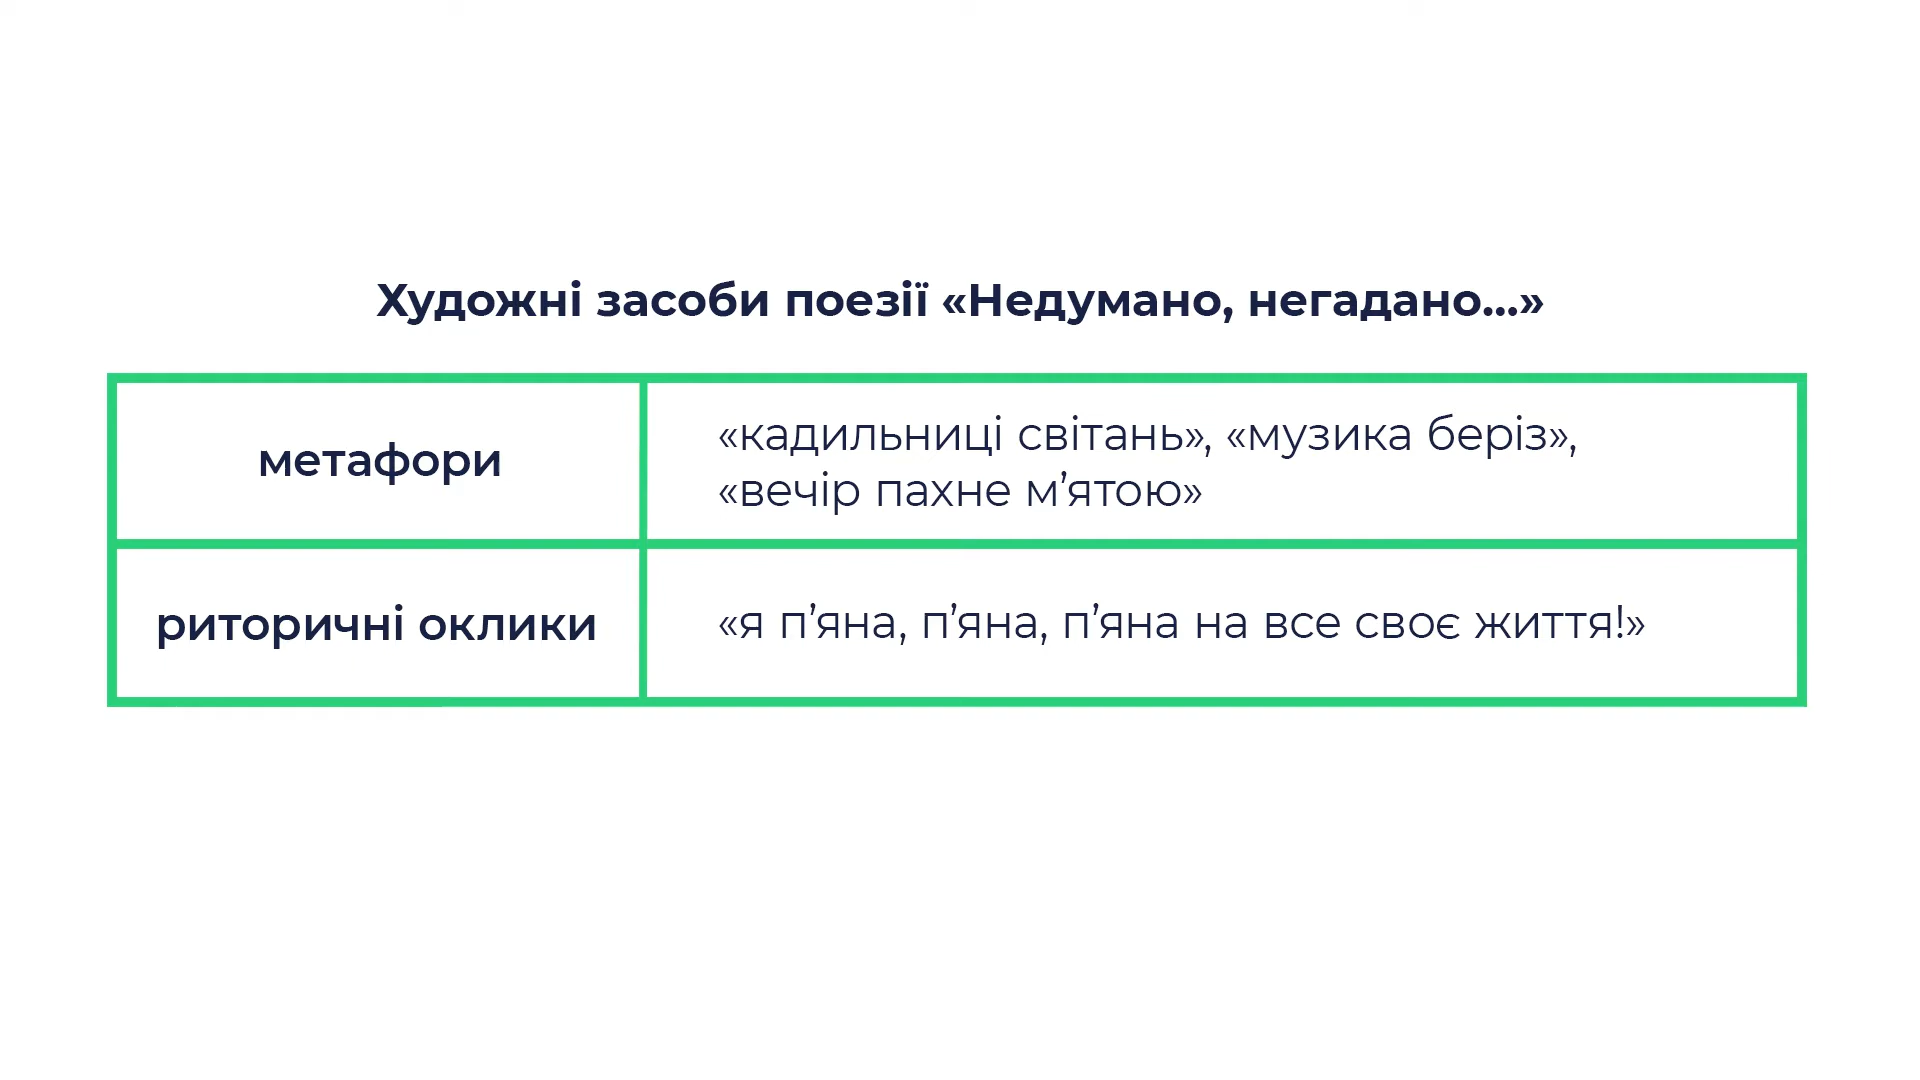 Художні засоби поезії «Недумано, негадано...»
метафори
«кадильниці світань», «музика беріз»,
«вечір пахне м’ятою»
риторичні оклики
«я п’яна, п’яна, п’яна на все своє життя!»